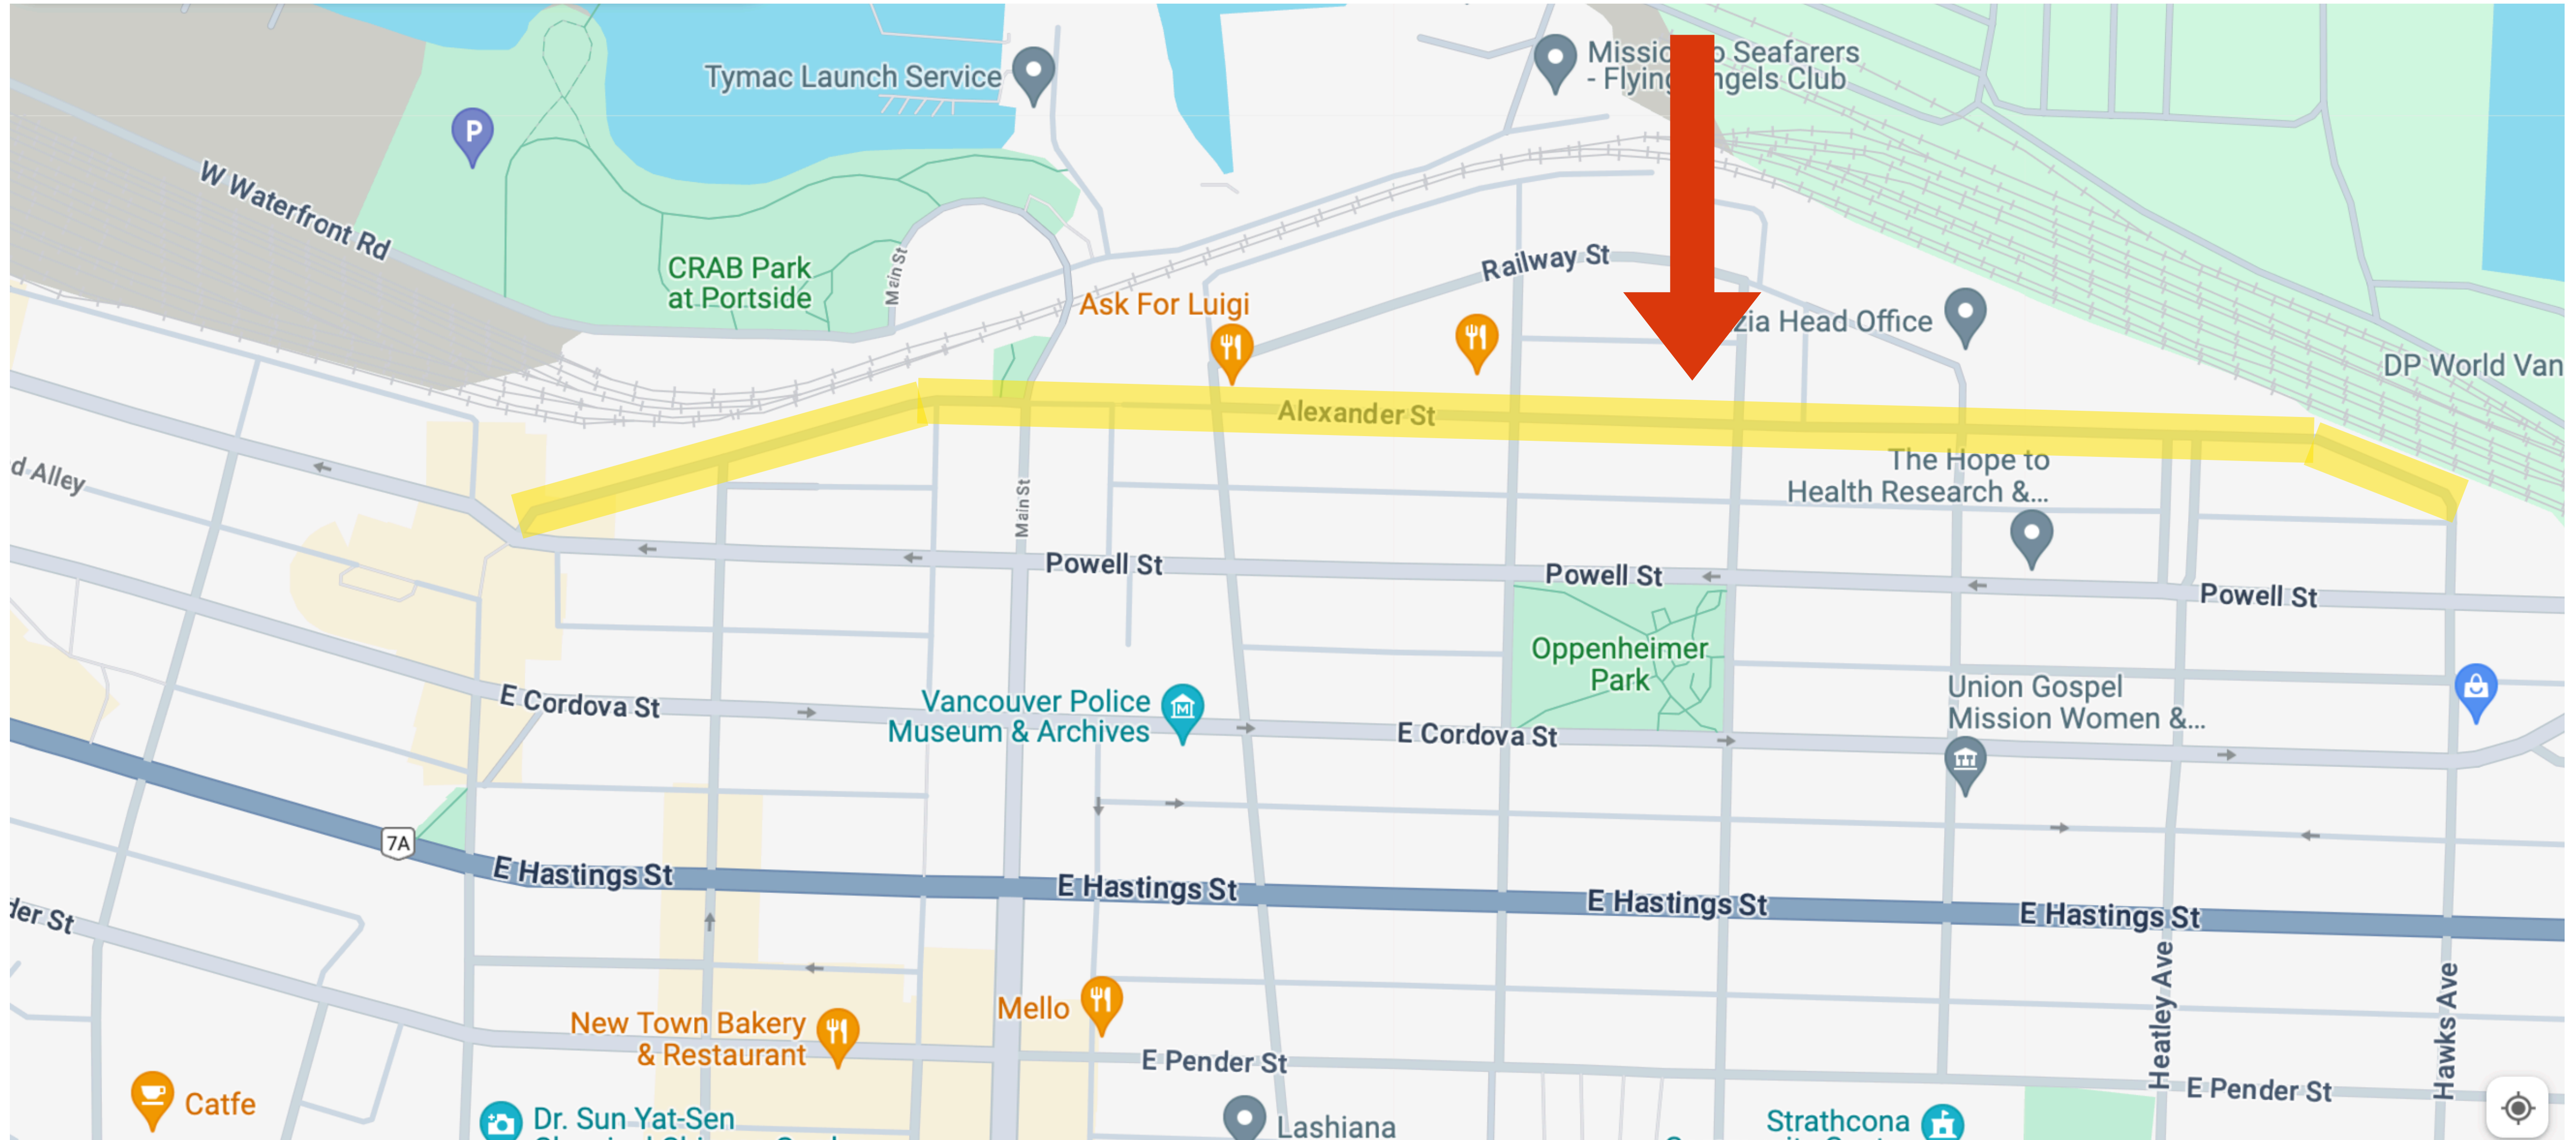 Tymac Launch Service
Missio
o Seafarers
- Flying
ngels Club
P
W Waterfront Rd
CRAB Park
at Portside
Main St
Ask For Luigi
Railway St
zia Head Office
DP World Van
Alexander St
d Alley
The Hope to
Health Research &...
Main St
Powell St
Powell St
Powell St
Oppenheimer
Park
E Cordova St
Vancouver Police
Museum & Archives
M
E Cordova St
Union Gospel
Mission Women &...
7A
E Hastings St
E Hastings St
E Hastings St
E Hastings St
der St
Heatley Ave
Hawks Ave
Mello
New Town Bakery
& Restaurant
E Pender St
E Pender St
Catfe
Dr. Sun Yat-Sen
Lashiana
Strathcona